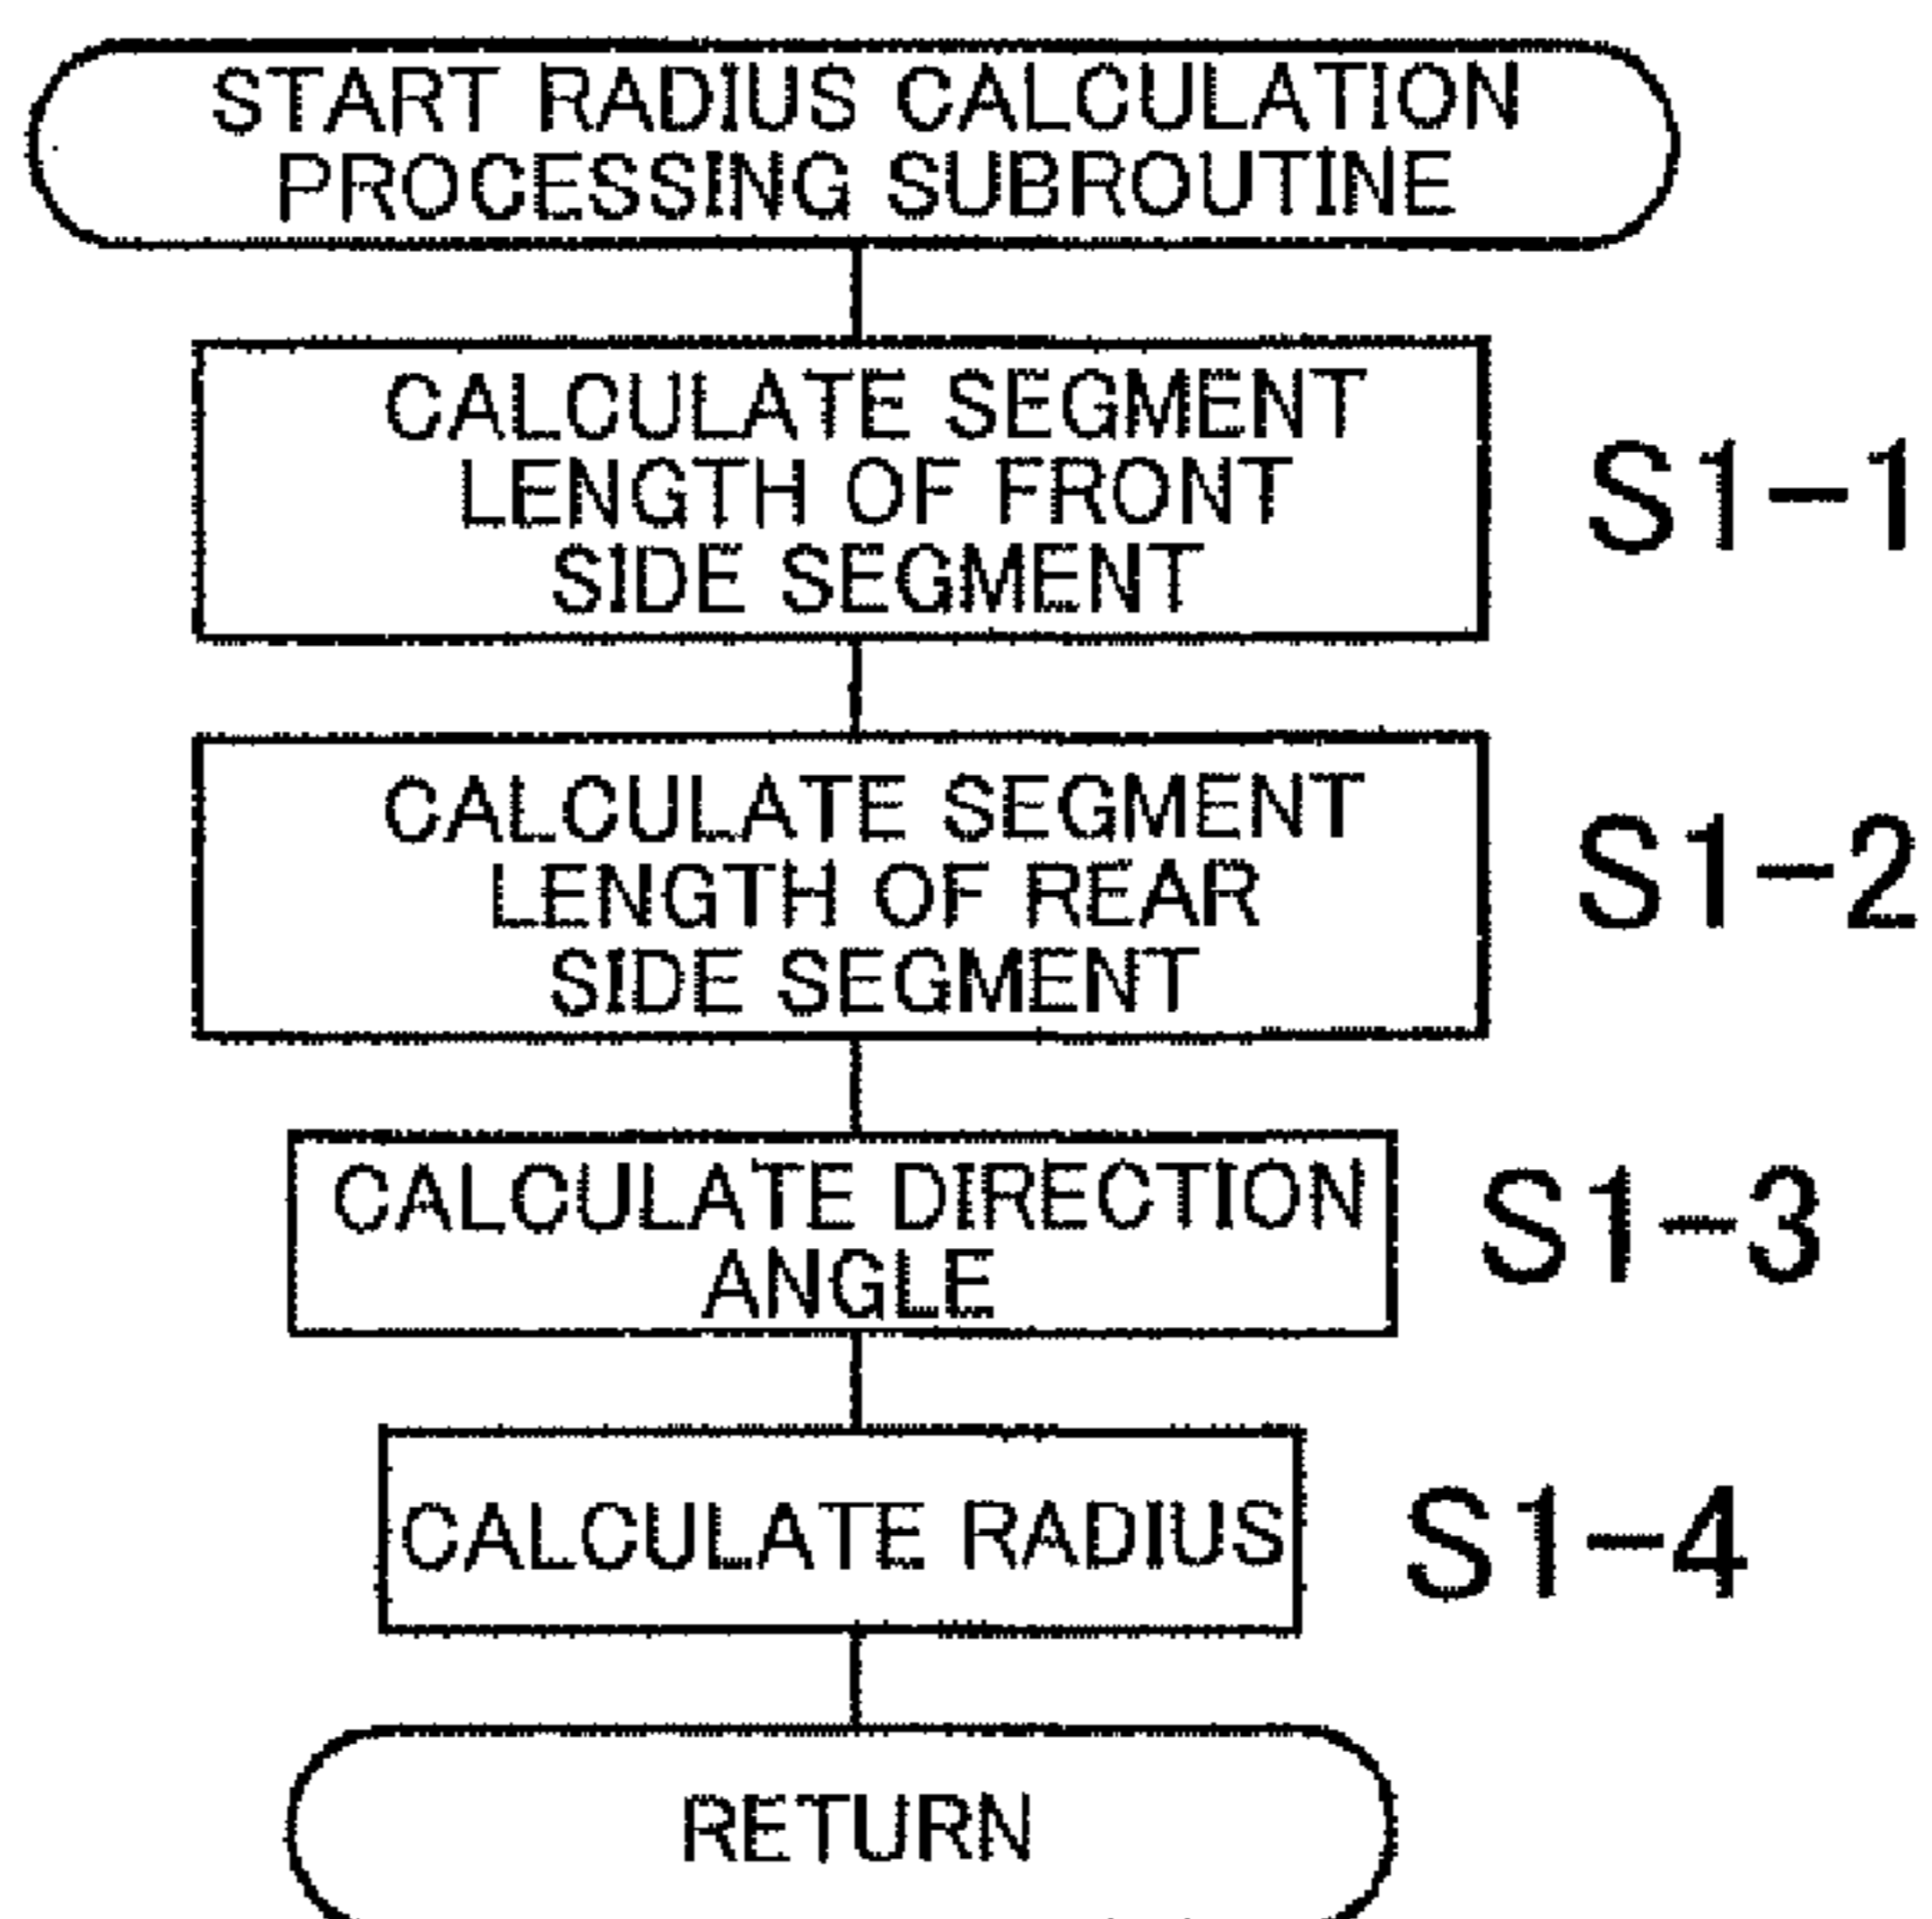 START RADIUS CALCULATION
PROCESSING SUBROUTINE
CALCULATE SEGMENT
LENGTH OF FRONT
SIDE SEGMENT
S1-1
CALCULATE SEGMENT
LENGTH OF REAR
SIDE SEGMENT
S1-2
CALCULATE DIRECTION
ANGLE
S1-3
CALCULATE RADIUS
S1-4
RETURN